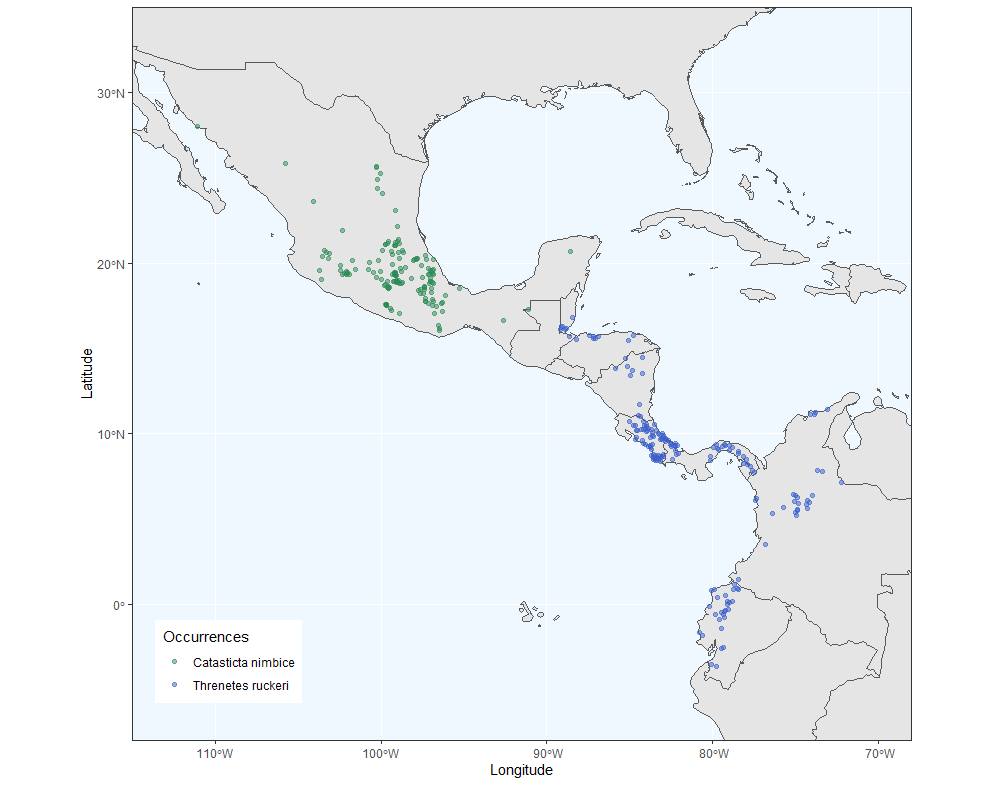 30°N
20°N
10°N
0°
Latitude
Occurrences
Catasticta nimbice
Threnetes ruckeri
110°W
100°W
90°W
80°W
70°W
Longitude